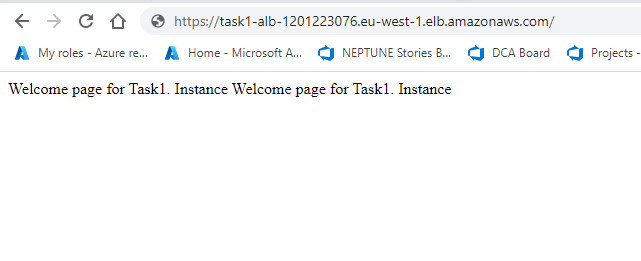 https://task1-alb-1201223076.eu-west-1.elb.amazonaws.com/
My roles - Azure re... Home - Microsoft A... NEPTUNE Stories B... DCA Board Projects -
Welcome page for Task1. Instance Welcome page for Task1. Instance